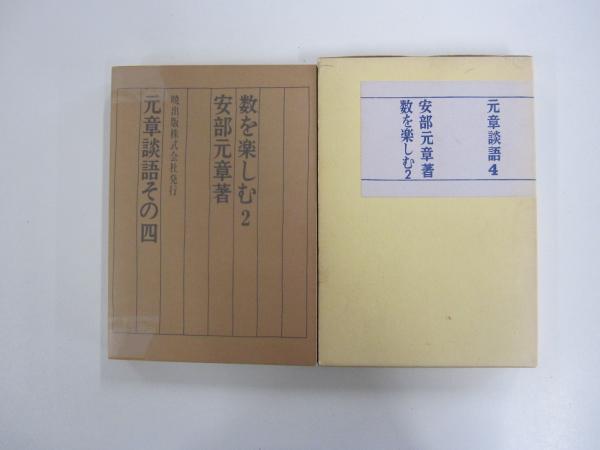 数を楽しむ2
安部元章著
暁出版株式会社発行
元章談語その四
元章談語4
安部元章著
数を楽しむ2